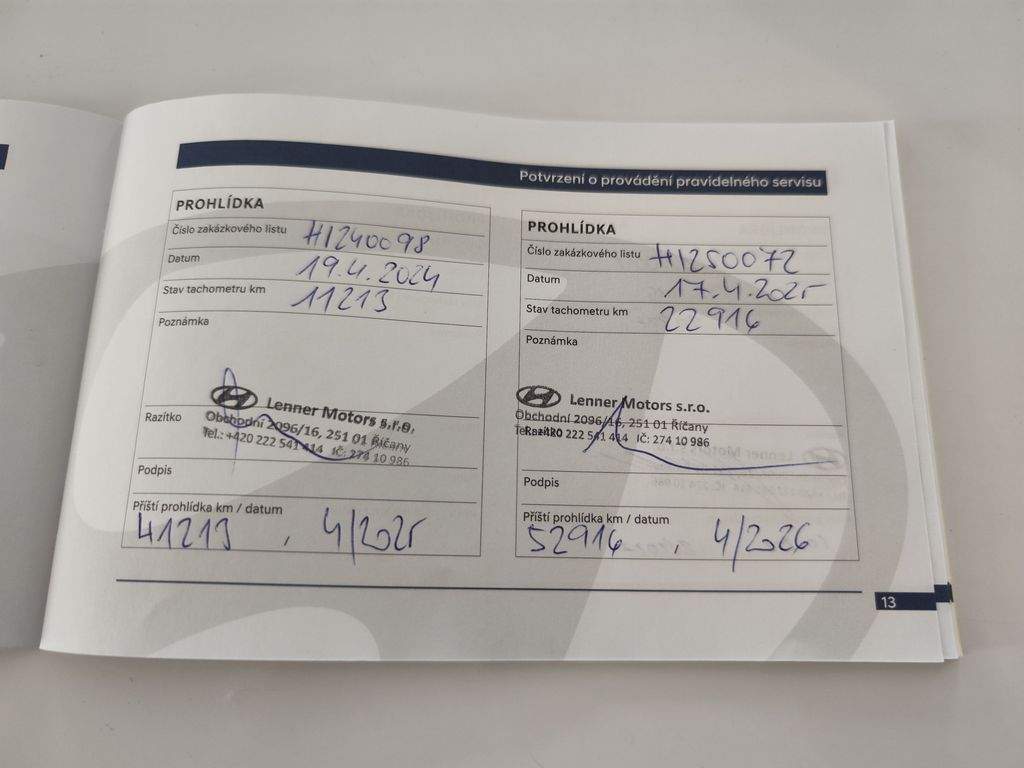 Potvrzení o provádění pravidelného servisu
PROHLÍDKA
Číslo zakázkového listu H1240098
Datum 19.4.2024
Stav tachometru km 11213
Poznámka
Lenner Motors s.r.o.
Razítko Obchodní 2096/16, 251 01 Říčany
Tel.: +420 222 541 414 IČ: 274 10 986
Podpis
Příští prohlídka km / datum
41213, 4/2025
PROHLÍDKA
Číslo zakázkového listu H1250072
Datum 17.4.2025
Stav tachometru km 22916
Poznámka
Lenner Motors s.r.o.
Obchodní 2096/16, 251 01 Říčany
Razítko 420 222 541 414 IČ: 274 10 986
Podpis
Příští prohlídka km / datum
52916, 4/2026
13